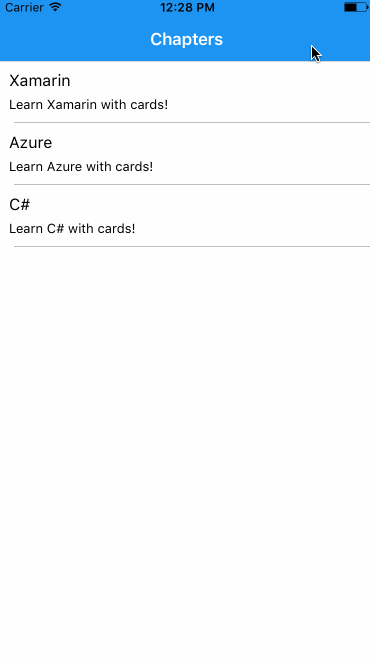 Carrier 12:28 PM
Chapters
Xamarin
Learn Xamarin with cards!
Azure
Learn Azure with cards!
C#
Learn C# with cards!